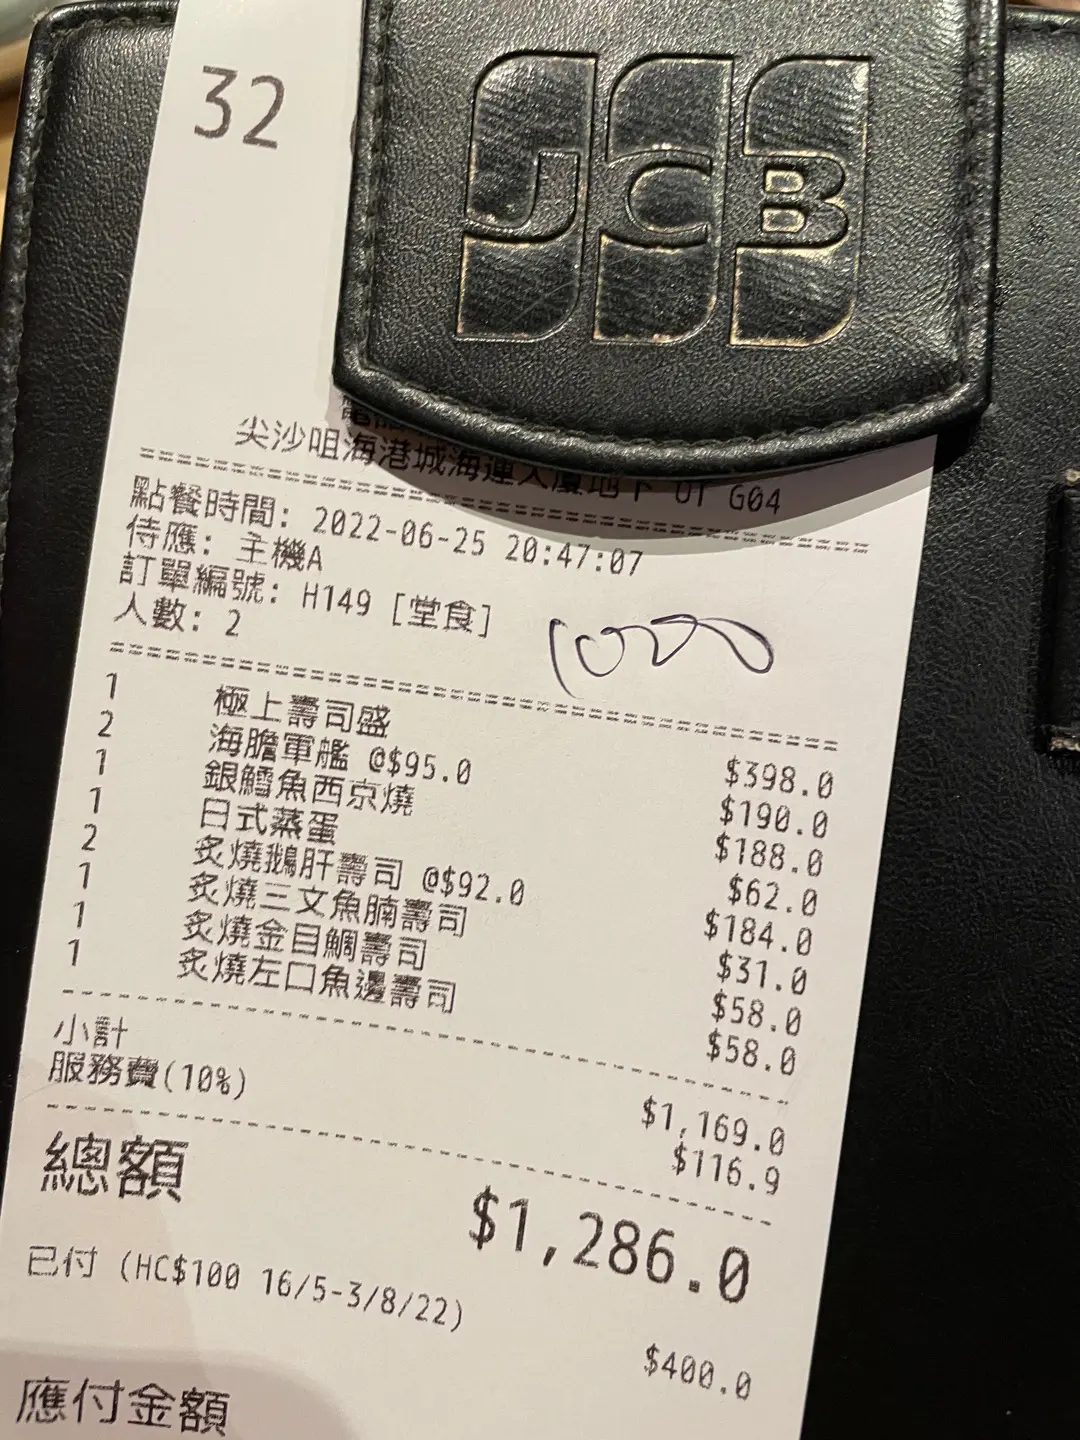 32
JCB
尖沙咀海港城海運大廈地下 OT G04
點餐時間: 2022-06-25 20:47:07
侍應: 主機A
訂單編號: H149 [堂食]
人數: 2
1 極上壽司盛 $398.0
2 海膽軍艦 @$95.0 $190.0
1 銀鱈魚西京燒 $188.0
1 日式蒸蛋 $62.0
2 炙燒鵝肝壽司 @$92.0 $184.0
1 炙燒三文魚腩壽司 $31.0
1 炙燒金目鯛壽司 $58.0
1 炙燒左口魚邊壽司 $58.0
小計 $1,169.0
服務費(10%) $116.9
總額 $1,286.0
已付 (HC$100 16/5-3/8/22) $400.0
應付金額